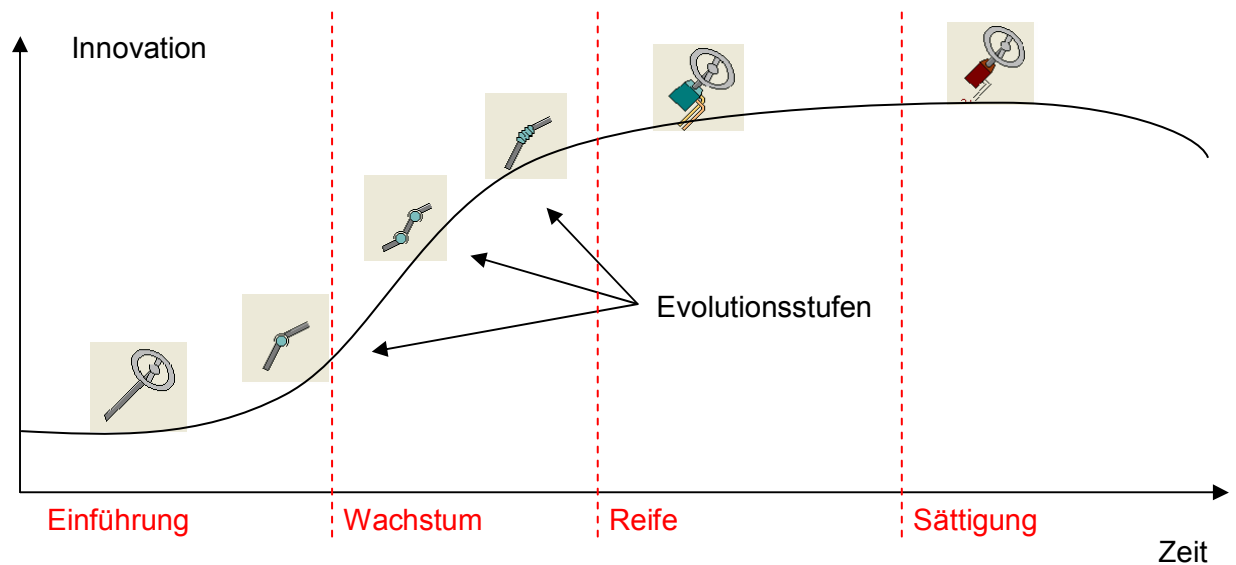 Innovation
Evolutionsstufen
Einführung
Wachstum
Reife
Sättigung
Zeit